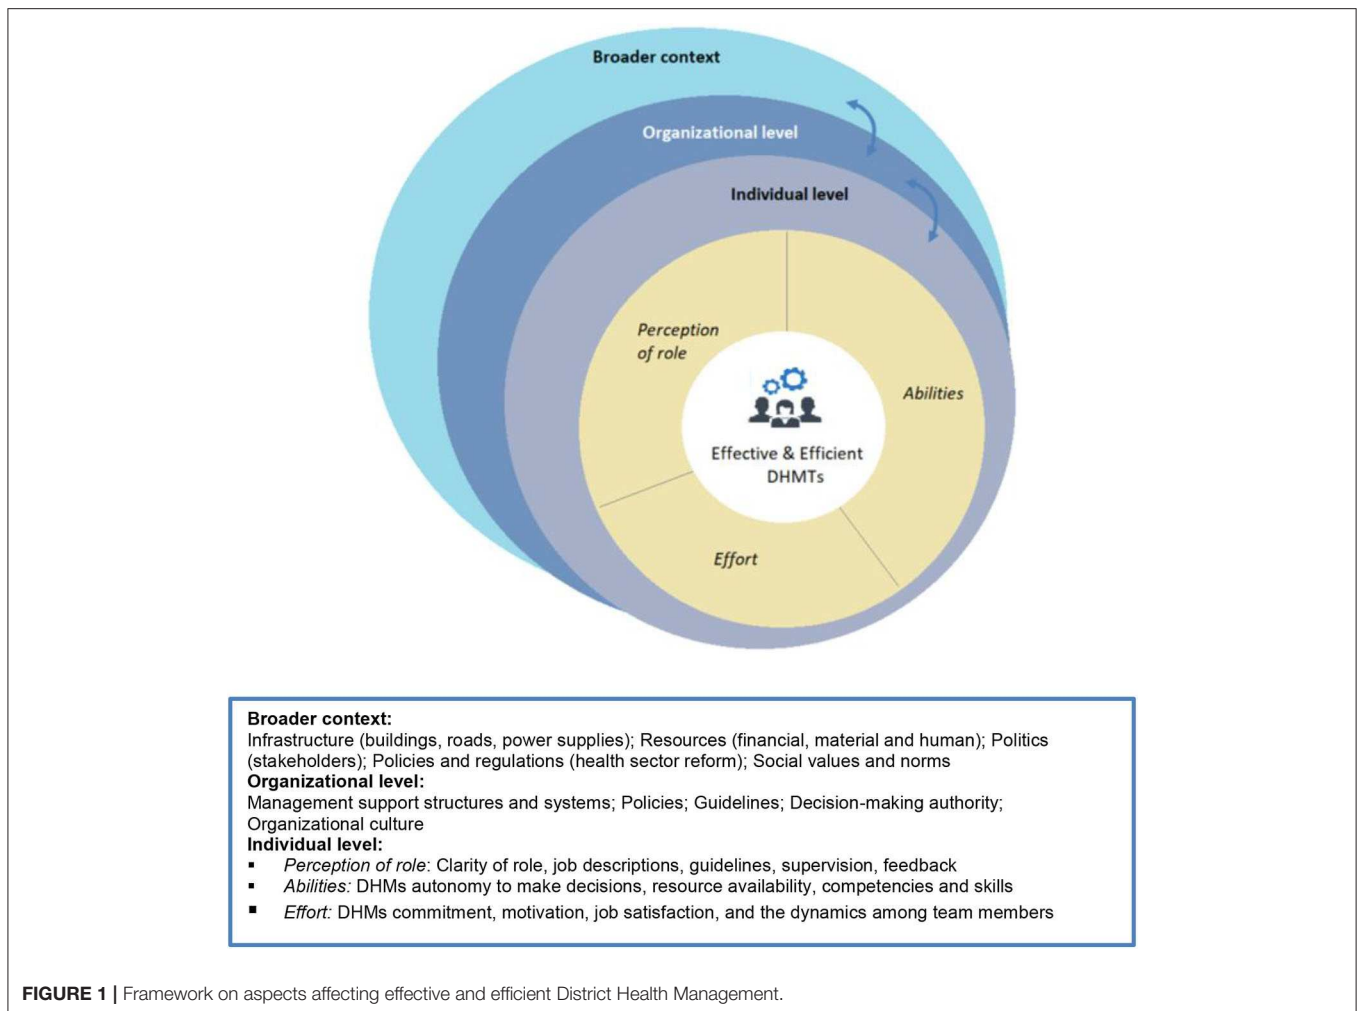 Broader context
Organizational level
Individual level
Perception
of role
Abilities
Effective & Efficient
DHMTs
Effort
Broader context:
Infrastructure (buildings, roads, power supplies); Resources (financial, material and human); Politics
(stakeholders); Policies and regulations (health sector reform); Social values and norms
Organizational level:
Management support structures and systems; Policies; Guidelines; Decision-making authority;
Organizational culture
Individual level:
▪ Perception of role: Clarity of role, job descriptions, guidelines, supervision, feedback
▪ Abilities: DHMs autonomy to make decisions, resource availability, competencies and skills
▪ Effort: DHMs commitment, motivation, job satisfaction, and the dynamics among team members
FIGURE 1 | Framework on aspects affecting effective and efficient District Health Management.